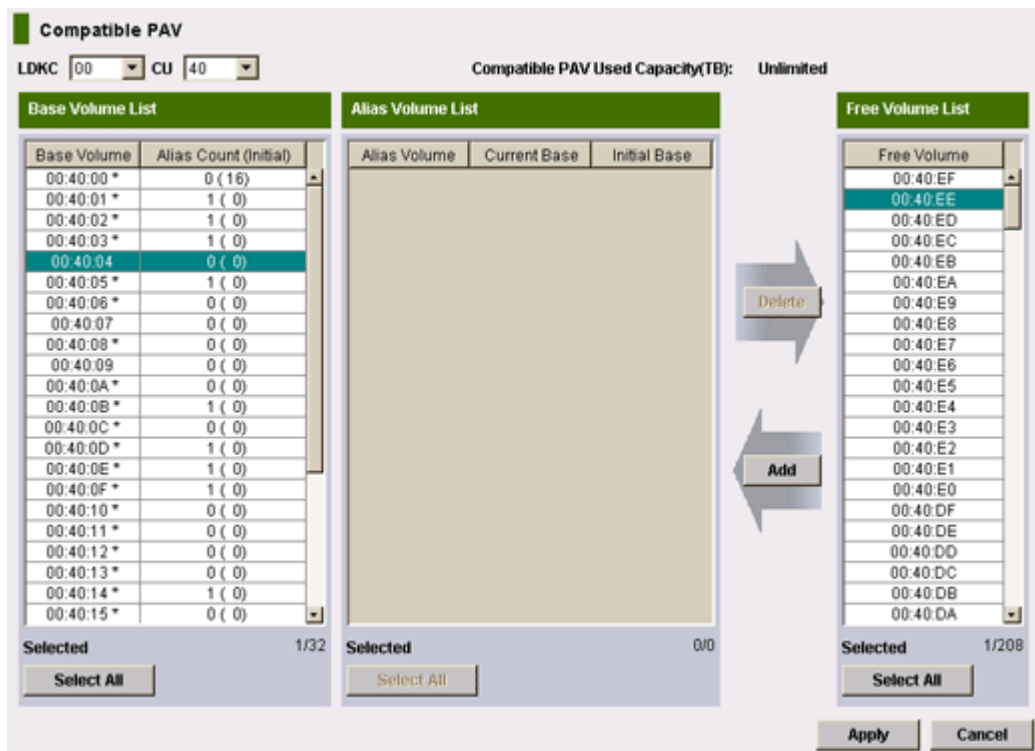 Compatible PAV
LDKC 00 CU 40 Compatible PAV Used Capacity(TB): Unlimited
Base Volume List
Base Volume Alias Count (Initial)
00:40:00 * 0 ( 16)
00:40:01 * 1 ( 0)
00:40:02 * 1 ( 0)
00:40:03 * 1 ( 0)
00:40:04 0 ( 0)
00:40:05 * 1 ( 0)
00:40:06 * 0 ( 0)
00:40:07 0 ( 0)
00:40:08 * 0 ( 0)
00:40:09 0 ( 0)
00:40:0A * 0 ( 0)
00:40:0B * 1 ( 0)
00:40:0C * 0 ( 0)
00:40:0D * 1 ( 0)
00:40:0E * 1 ( 0)
00:40:0F * 1 ( 0)
00:40:10 * 0 ( 0)
00:40:11 * 0 ( 0)
00:40:12 * 0 ( 0)
00:40:13 * 0 ( 0)
00:40:14 * 1 ( 0)
00:40:15 * 0 ( 0)
Selected 1/32
Select All
Alias Volume List
Alias Volume Current Base Initial Base
Selected 0/0
Select All
Delete
Add
Free Volume List
Free Volume
00:40:EF
00:40:EE
00:40:ED
00:40:EC
00:40:EB
00:40:EA
00:40:E9
00:40:E8
00:40:E7
00:40:E6
00:40:E5
00:40:E4
00:40:E3
00:40:E2
00:40:E1
00:40:E0
00:40:DF
00:40:DE
00:40:DD
00:40:DC
00:40:DB
00:40:DA
Selected 1/208
Select All
Apply Cancel